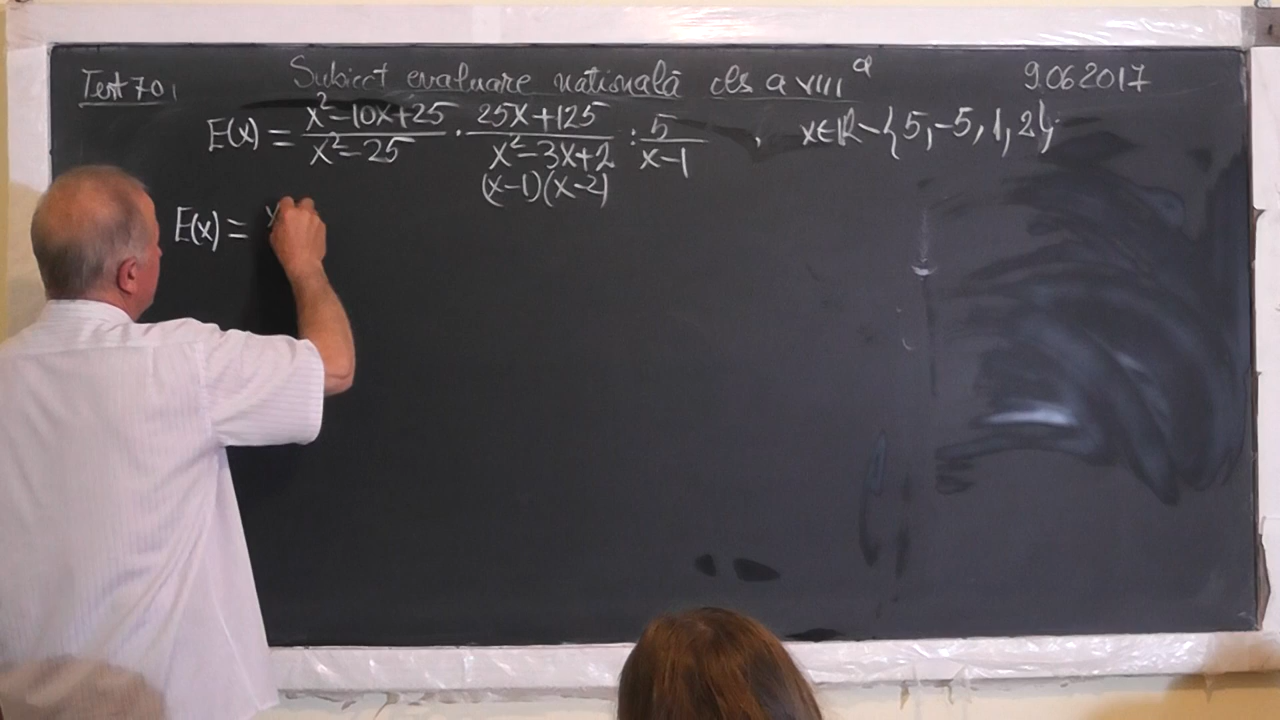 Test 701 Subiect evaluare națională cls a VIII a 9.06 2017
E(x) = (x²-10x+25)/(x²-25) · (25x+125)/(x²-3x+2) : 5/(x-1) , x∈R-{5,-5,1,2};
(x-1)(x-2)
E(x) = x